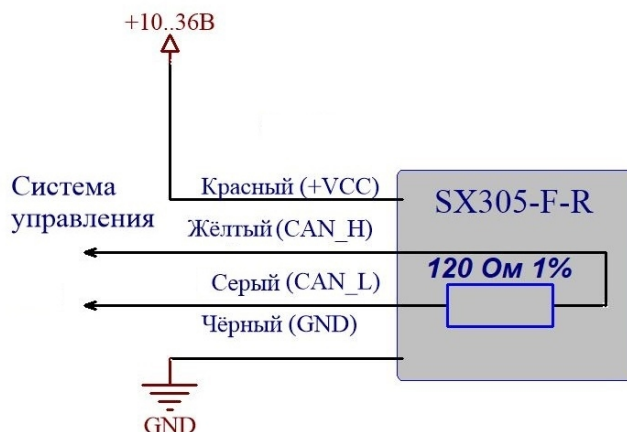 +10..36В
Система
управления
Красный (+VCC)
Жёлтый (CAN_H)
Серый (CAN_L)
Чёрный (GND)
SX305-F-R
120 Ом 1%
GND